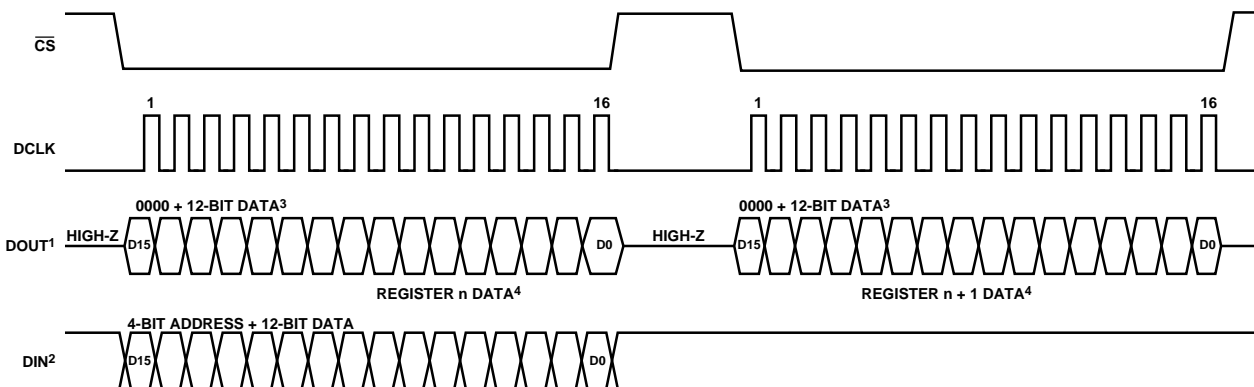 CS
1 16 1 16
DCLK
0000 + 12-BIT DATA3 0000 + 12-BIT DATA3
DOUT1 HIGH-Z D15 D0 HIGH-Z D15 D0
REGISTER n DATA4 REGISTER n + 1 DATA4
4-BIT ADDRESS + 12-BIT DATA
DIN2 D15 D0